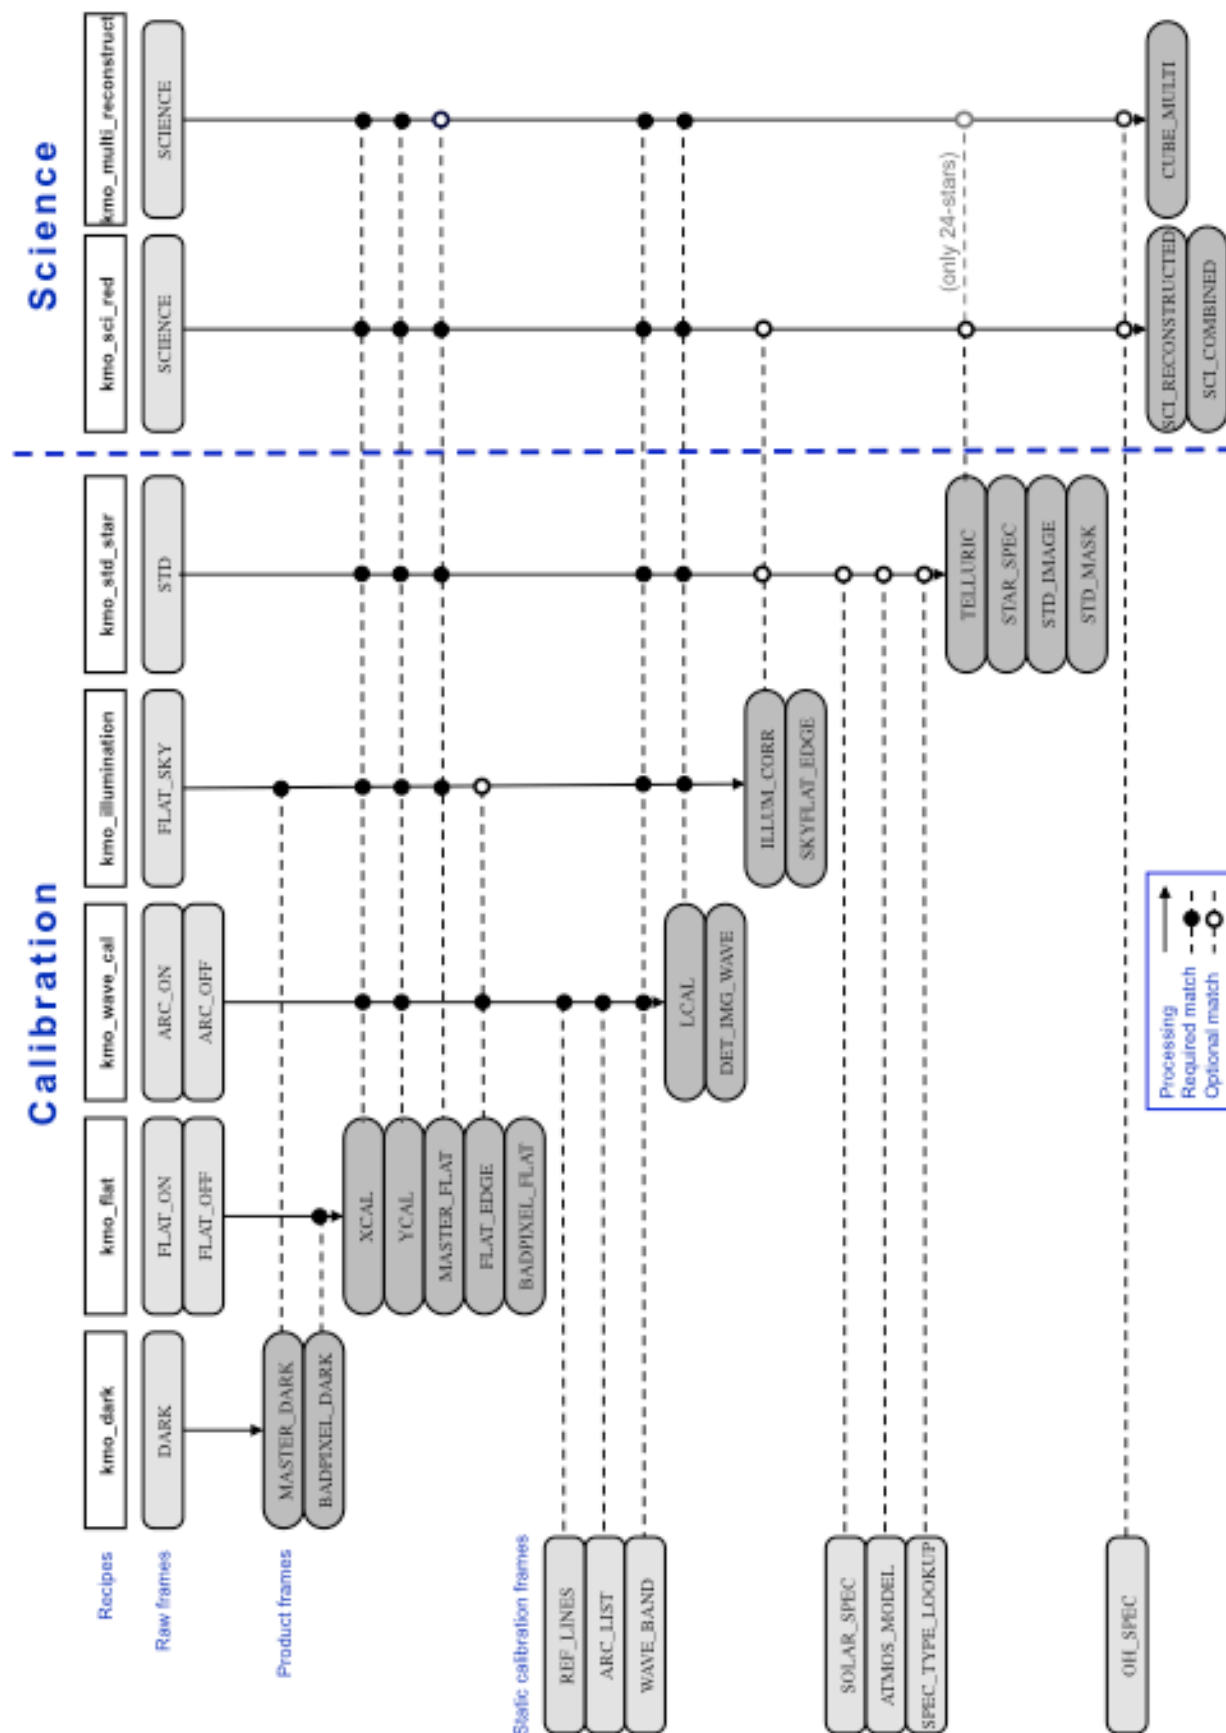 Calibration
Science
Recipes
kmo_dark
kmo_flat
kmo_wave_cal
kmo_illumination
kmo_std_star
kmo_sci_red
kmo_multi_reconstruct
Raw frames
DARK
FLAT_ON
ARC_ON
FLAT_SKY
STD
SCIENCE
SCIENCE
FLAT_OFF
ARC_OFF
Product frames
MASTER_DARK
BADPIXEL_DARK
XCAL
YCAL
MASTER_FLAT
FLAT_EDGE
BADPIXEL_FLAT
Static calibration frames
REF_LINES
ARC_LIST
WAVE_BAND
LCAL
DET_IMG_WAVE
ILLUM_CORR
SKYFLAT_EDGE
SOLAR_SPEC
ATMOS_MODEL
SPEC_TYPE_LOOKUP
(only 24-stars)
TELLURIC
STAR_SPEC
STD_IMAGE
STD_MASK
OH_SPEC
Processing
Required match
Optional match
SCI_RECONSTRUCTED
SCI_COMBINED
CUBE_MULTI